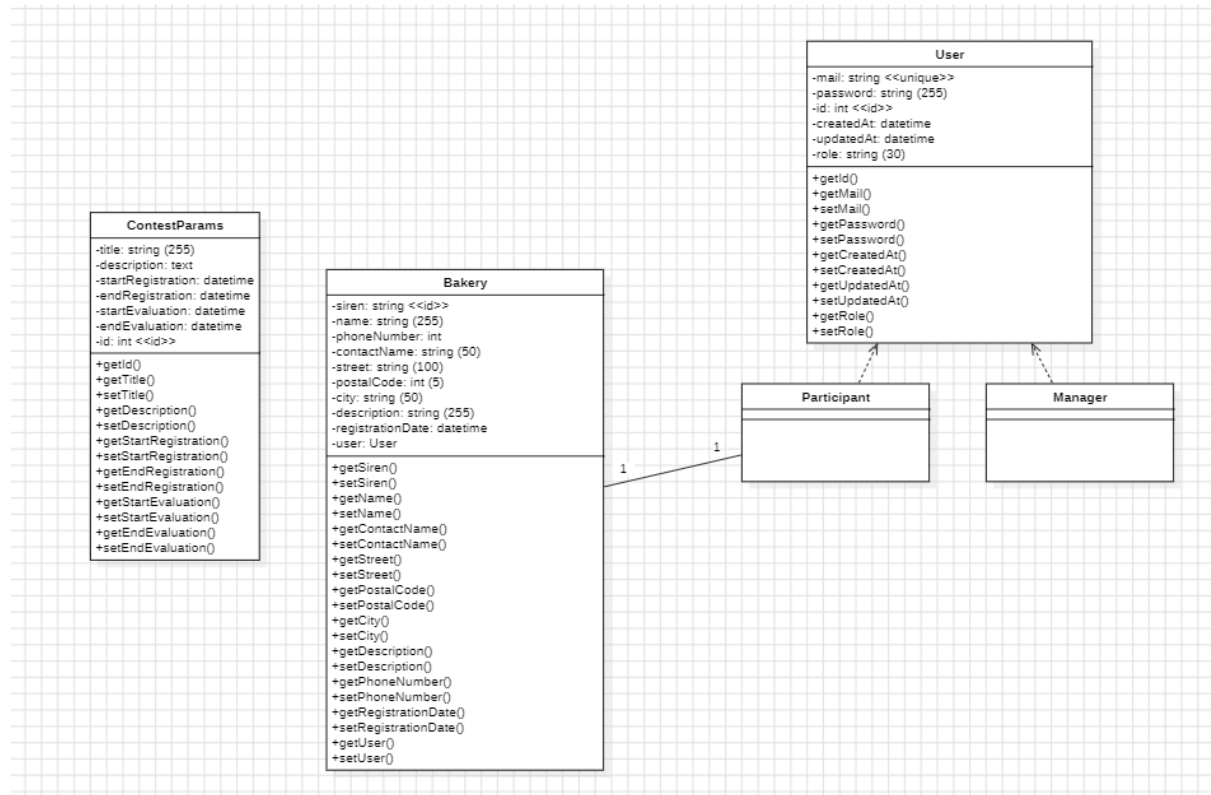 ContestParams
-title: string (255)
-description: text
-startRegistration: datetime
-endRegistration: datetime
-startEvaluation: datetime
-endEvaluation: datetime
-id: int <<id>>
+getId()
+getTitle()
+setTitle()
+getDescription()
+setDescription()
+getStartRegistration()
+setStartRegistration()
+getEndRegistration()
+setEndRegistration()
+getStartEvaluation()
+setStartEvaluation()
+getEndEvaluation()
+setEndEvaluation()
Bakery
-siren: string <<id>>
-name: string (255)
-phoneNumber: int
-contactName: string (50)
-street: string (100)
-postalCode: int (5)
-city: string (50)
-description: string (255)
-registrationDate: datetime
-user: User
+getSiren()
+setSiren()
+getName()
+setName()
+getContactName()
+setContactName()
+getStreet()
+setStreet()
+getPostalCode()
+setPostalCode()
+getCity()
+setCity()
+getDescription()
+setDescription()
+getPhoneNumber()
+setPhoneNumber()
+getRegistrationDate()
+setRegistrationDate()
+getUser()
+setUser()
1
1
User
-mail: string <<unique>>
-password: string (255)
-id: int <<id>>
-createdAt: datetime
-updatedAt: datetime
-role: string (30)
+getId()
+getMail()
+setMail()
+getPassword()
+setPassword()
+getCreatedAt()
+setCreatedAt()
+getUpdatedAt()
+setUpdatedAt()
+getRole()
+setRole()
Participant
Manager